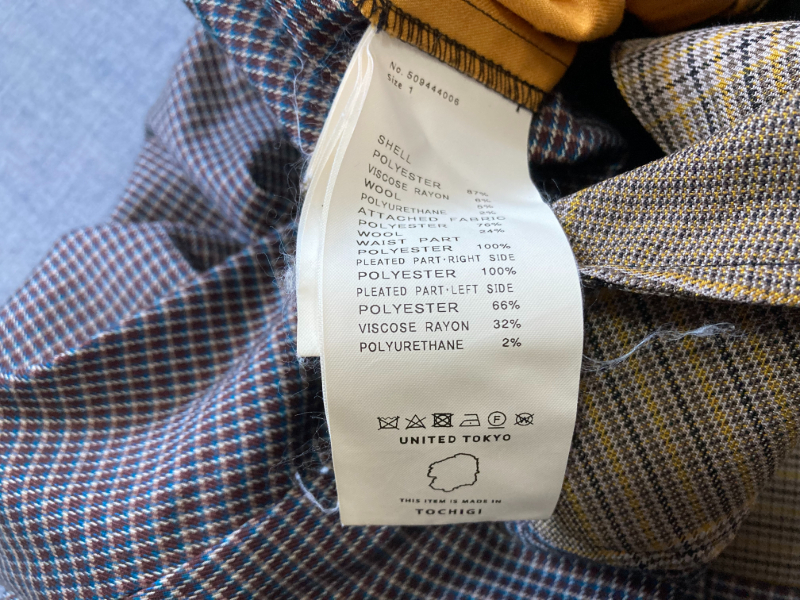 No. 509444006
size 1
SHELL
POLYESTER 87%
VISCOSE RAYON 6%
WOOL 5%
POLYURETHANE 2%
ATTACHED FABRIC
POLYESTER 76%
WOOL 24%
WAIST PART
POLYESTER 100%
PLEATED PART·RIGHT SIDE
POLYESTER 100%
PLEATED PART·LEFT SIDE
POLYESTER 66%
VISCOSE RAYON 32%
POLYURETHANE 2%
F
W
UNITED TOKYO
THIS ITEM IS MADE IN
TOCHIGI